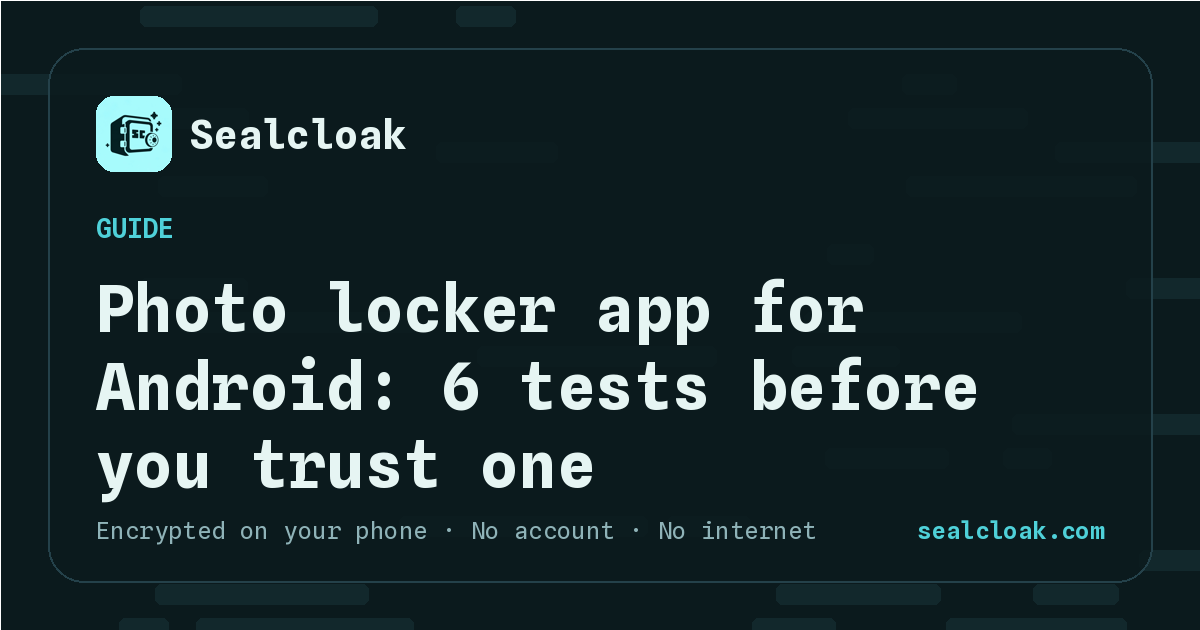 SC
Sealcloak
GUIDE
Photo locker app for
Android: 6 tests before
you trust one
Encrypted on your phone · No account · No internet
sealcloak.com